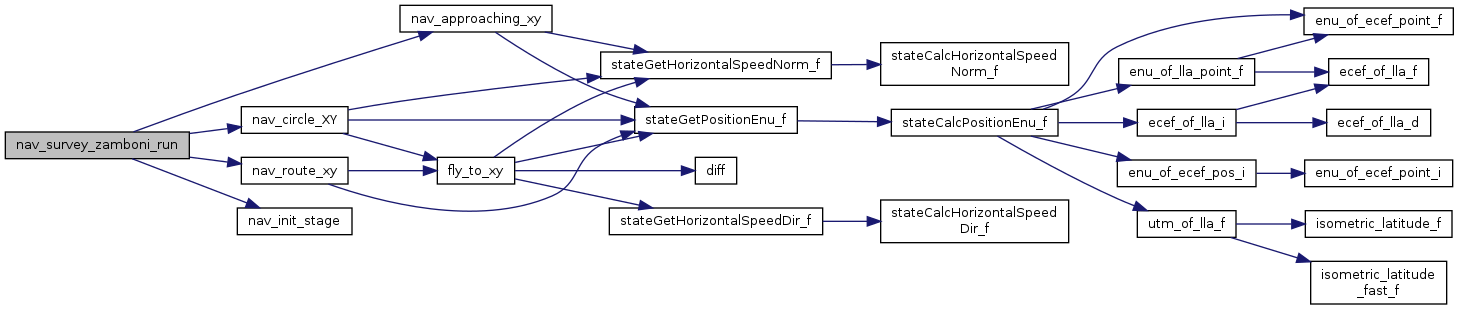 nav_survey_zamboni_run
nav_approaching_xy
nav_circle_XY
nav_route_xy
nav_init_stage
fly_to_xy
stateGetHorizontalSpeedNorm_f
stateGetPositionEnu_f
diff
stateGetHorizontalSpeedDir_f
stateCalcHorizontalSpeed
Norm_f
stateCalcPositionEnu_f
stateCalcHorizontalSpeed
Dir_f
enu_of_lla_point_f
ecef_of_lla_i
enu_of_ecef_pos_i
utm_of_lla_f
enu_of_ecef_point_f
ecef_of_lla_f
ecef_of_lla_d
enu_of_ecef_point_i
isometric_latitude_f
isometric_latitude
_fast_f